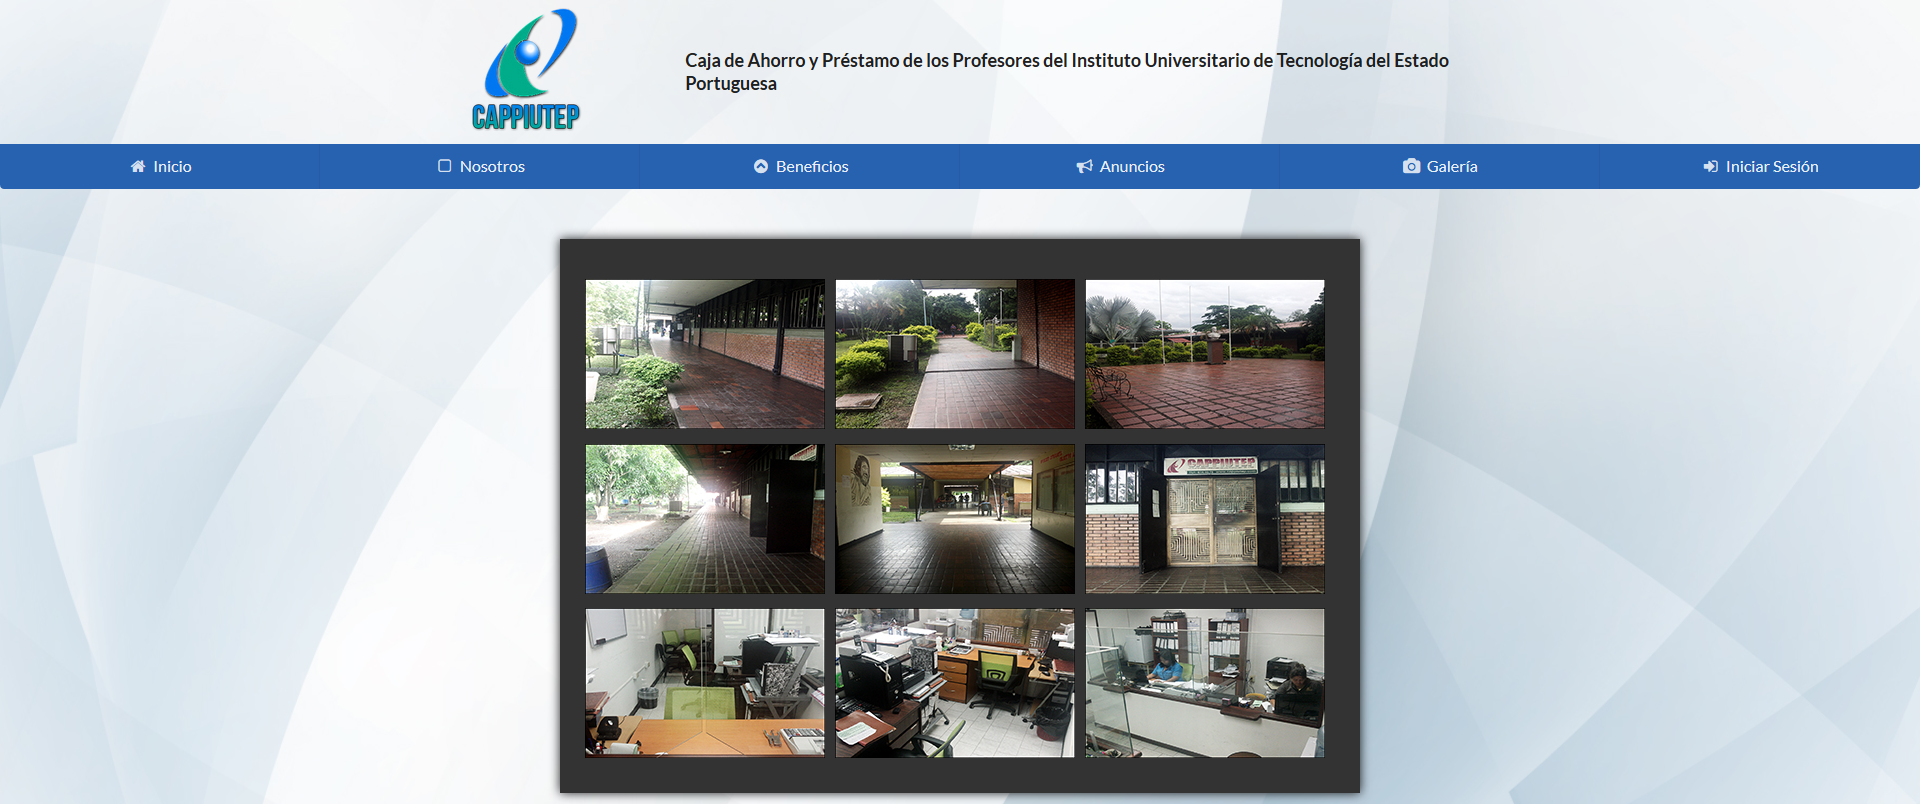 CAPPIUTEP
Caja de Ahorro y Préstamo de los Profesores del Instituto Universitario de Tecnología del Estado
Portuguesa
Inicio
Nosotros
Beneficios
Anuncios
Galería
Iniciar Sesión
CAPPIUTEP